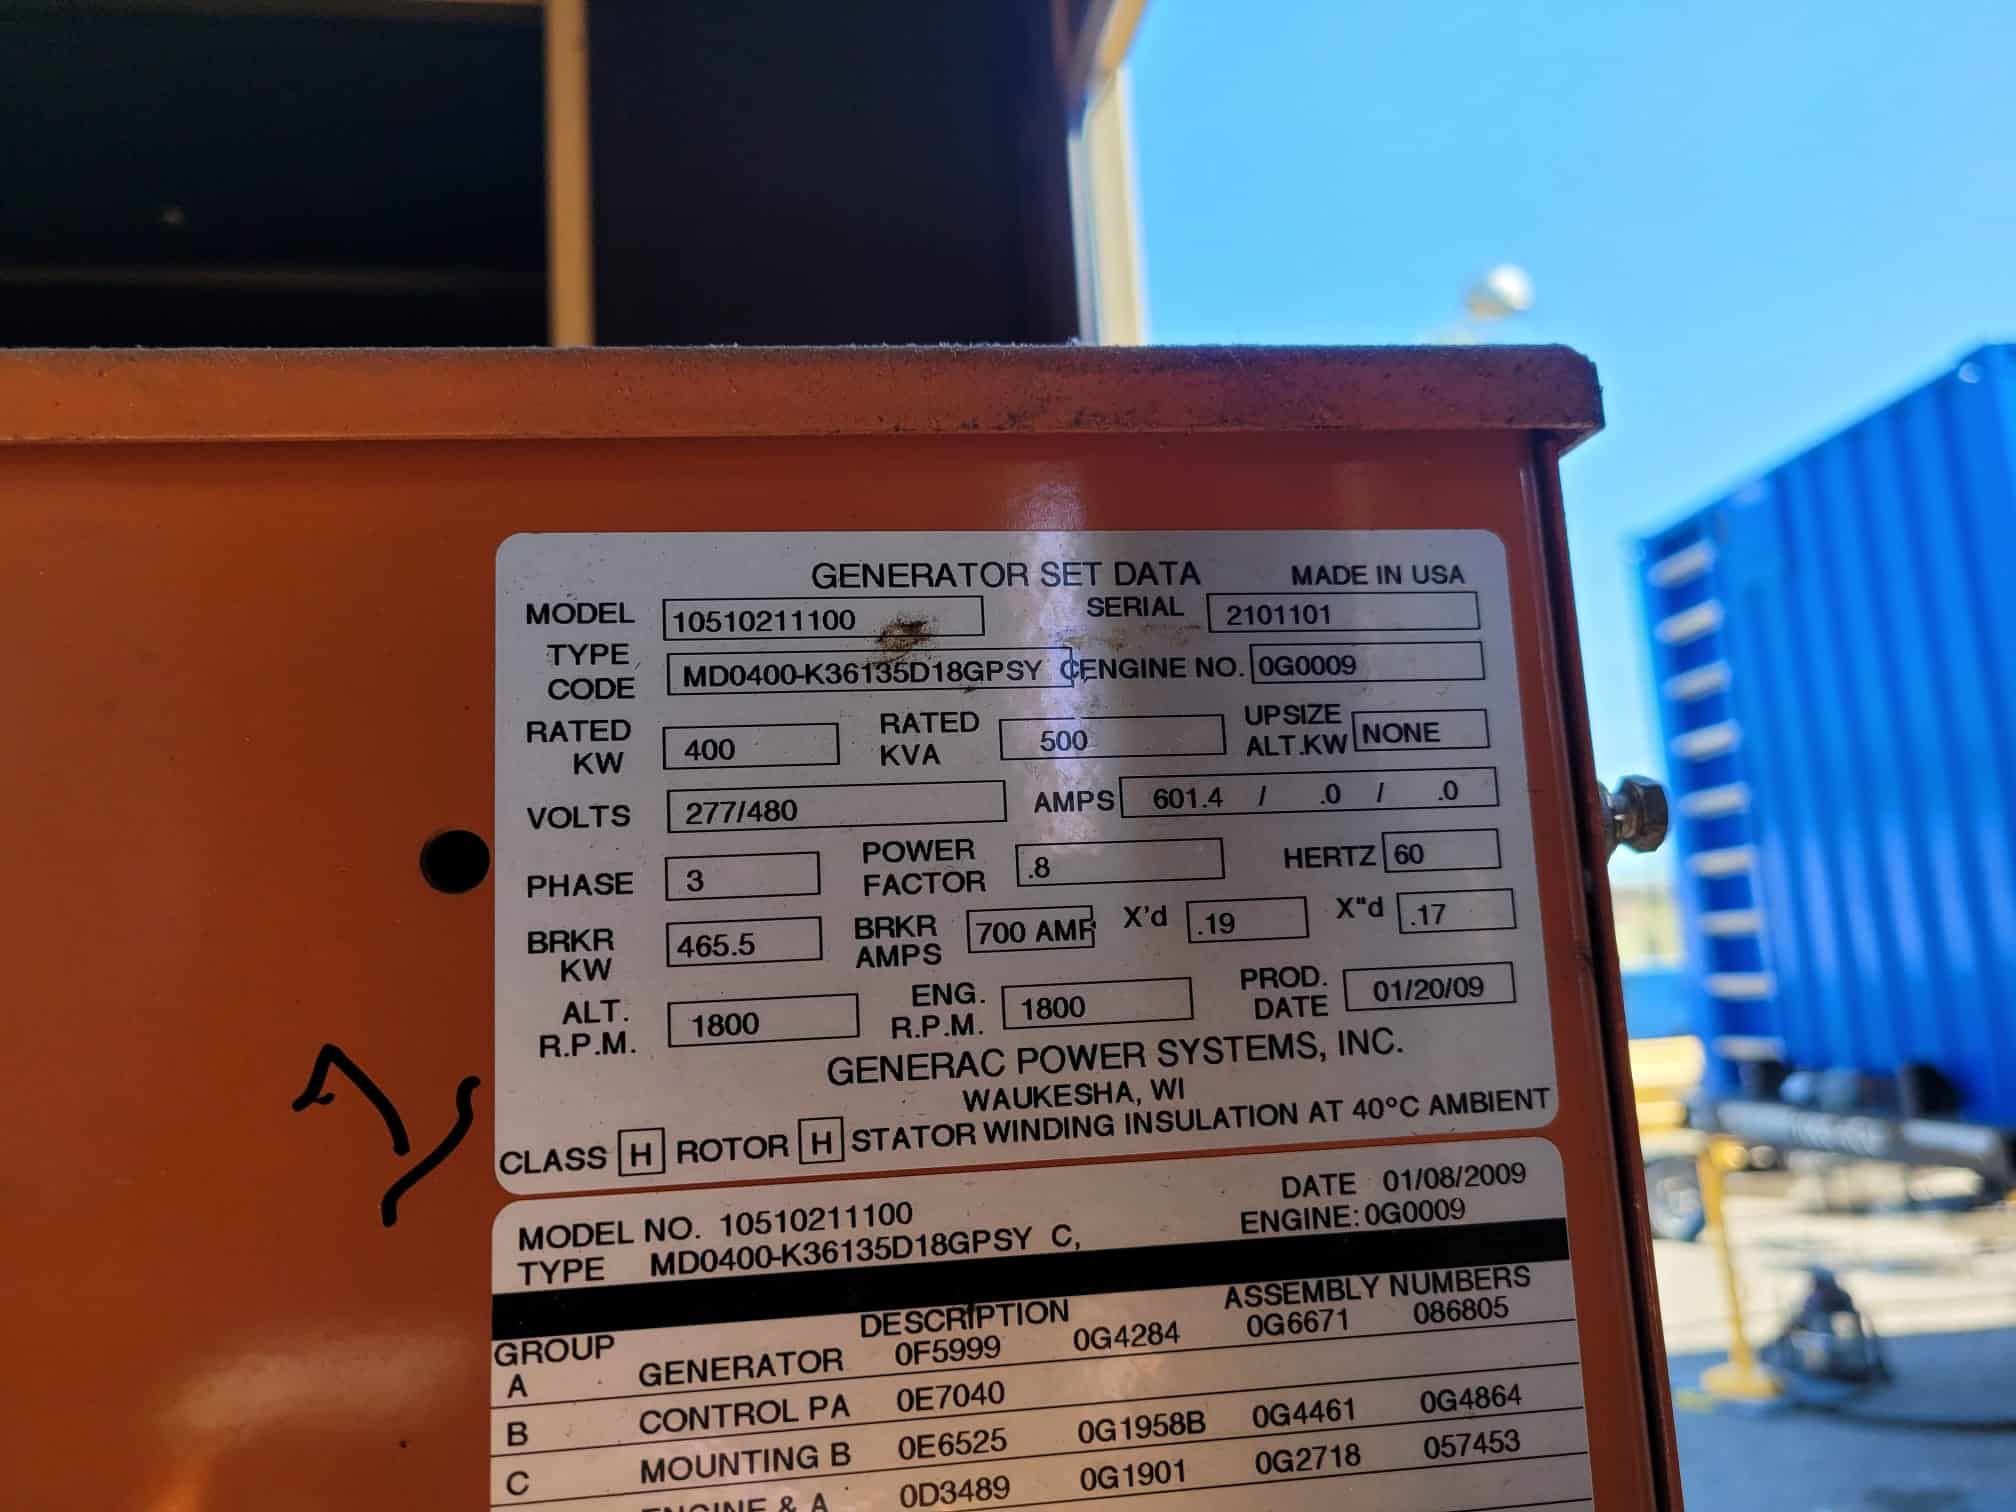 GENERATOR SET DATA MADE IN USA
MODEL 10510211100 SERIAL 2101101
TYPE CODE MD0400-K36135D18GPSY C ENGINE NO. 0G0009
RATED KW 400 RATED KVA 500 UPSIZE ALT.KW NONE
VOLTS 277/480 AMPS 601.4 / .0 / .0
PHASE 3 POWER FACTOR .8 HERTZ 60
BRKR KW 465.5 BRKR AMPS 700 AMP X'd .19 X"d .17
ALT. R.P.M. 1800 ENG. R.P.M. 1800 PROD. DATE 01/20/09
GENERAC POWER SYSTEMS, INC.
WAUKESHA, WI
CLASS H ROTOR H STATOR WINDING INSULATION AT 40°C AMBIENT
MODEL NO. 10510211100 DATE 01/08/2009
TYPE MD0400-K36135D18GPSY C, ENGINE: 0G0009
GROUP DESCRIPTION ASSEMBLY NUMBERS
A GENERATOR 0F5999 0G4284 0G6671 086805
B CONTROL PA 0E7040
C MOUNTING B 0E6525 0G1958B 0G4461 0G4864
ENGINE & A 0D3489 0G1901 0G2718 057453